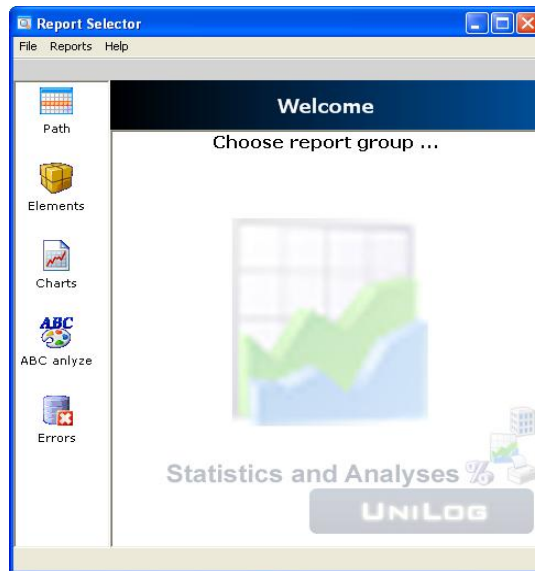 Report Selector
File Reports Help
Welcome
Choose report group ...
Path
Elements
Charts
ABC
ABC anlyze
Errors
Statistics and Analyses %
UniLog